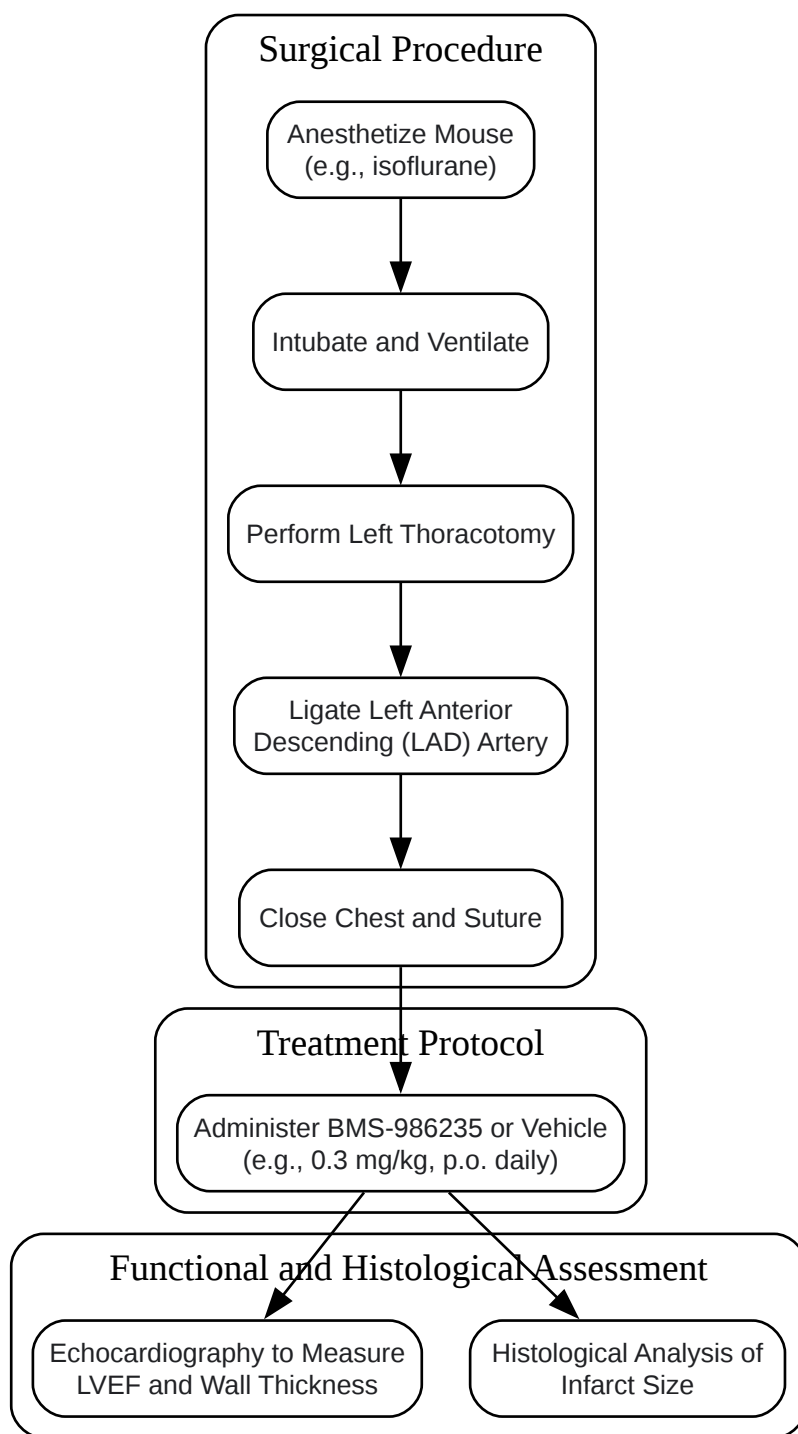 Surgical Procedure
Anesthetize Mouse
(e.g., isoflurane)
Intubate and Ventilate
Perform Left Thoracotomy
Ligate Left Anterior
Descending (LAD) Artery
Close Chest and Suture
Treatment Protocol
Administer BMS-986235 or Vehicle
(e.g., 0.3 mg/kg, p.o. daily)
Functional and Histological Assessment
Echocardiography to Measure
LVEF and Wall Thickness
Histological Analysis of
Infarct Size